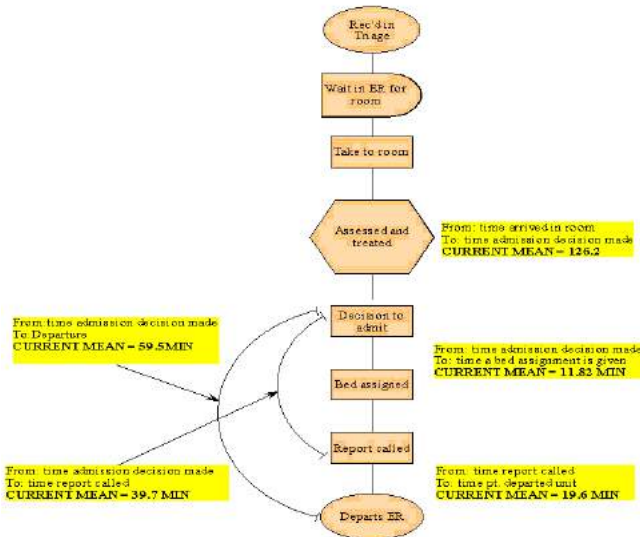 Rec'd in
Triage
Wait in ER for
room
Take to room
Assessed and
treated
From: time arrived in room
To: time admission decision made
CURRENT MEAN = 126.2
Decision to
admit
From: time admission decision made
To: Departure
CURRENT MEAN = 59.5 MIN
From: time admission decision made
To: time a bed assignment is given
CURRENT MEAN = 11.82 MIN
Bed assigned
Report called
From: time admission decision made
To: time report called
CURRENT MEAN = 39.7 MIN
From: time report called
To: time pt. departed unit
CURRENT MEAN = 19.6 MIN
Departs ER